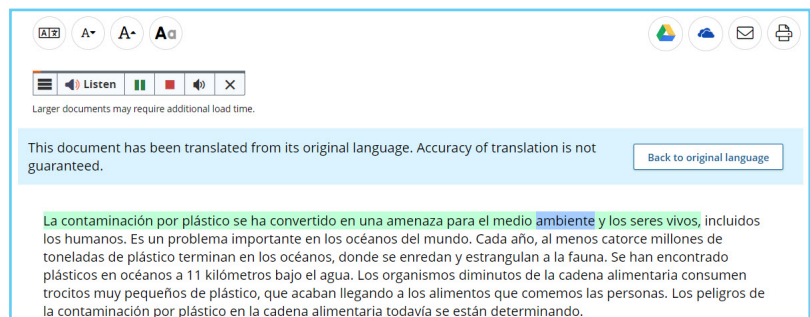 A A A Aa
Listen
Larger documents may require additional load time.
This document has been translated from its original language. Accuracy of translation is not
guaranteed.
Back to original language
La contaminación por plástico se ha convertido en una amenaza para el medio ambiente y los seres vivos, incluidos
los humanos. Es un problema importante en los océanos del mundo. Cada año, al menos catorce millones de
toneladas de plástico terminan en los océanos, donde se enredan y estrangulan a la fauna. Se han encontrado
plásticos en océanos a 11 kilómetros bajo el agua. Los organismos diminutos de la cadena alimentaria consumen
trocitos muy pequeños de plástico, que acaban llegando a los alimentos que comemos las personas. Los peligros de
la contaminación por plástico en la cadena alimentaria todavía se están determinando.